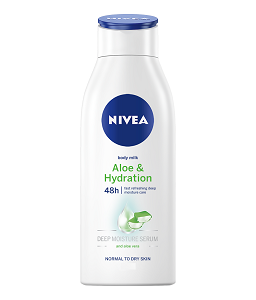 NIVEA
body milk
Aloe &
Hydration
48h fast refreshing deep
moisture care
DEEP MOISTURE SERUM
and aloe vera
NORMAL TO DRY SKIN